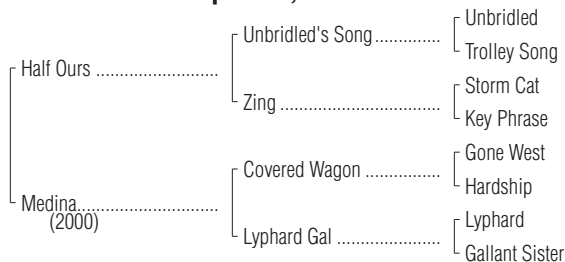 Unbridled
Unbridled's Song
Trolley Song
Half Ours
Storm Cat
Zing
Key Phrase
Gone West
Covered Wagon
Hardship
Medina
(2000)
Lyphard
Lyphard Gal
Gallant Sister